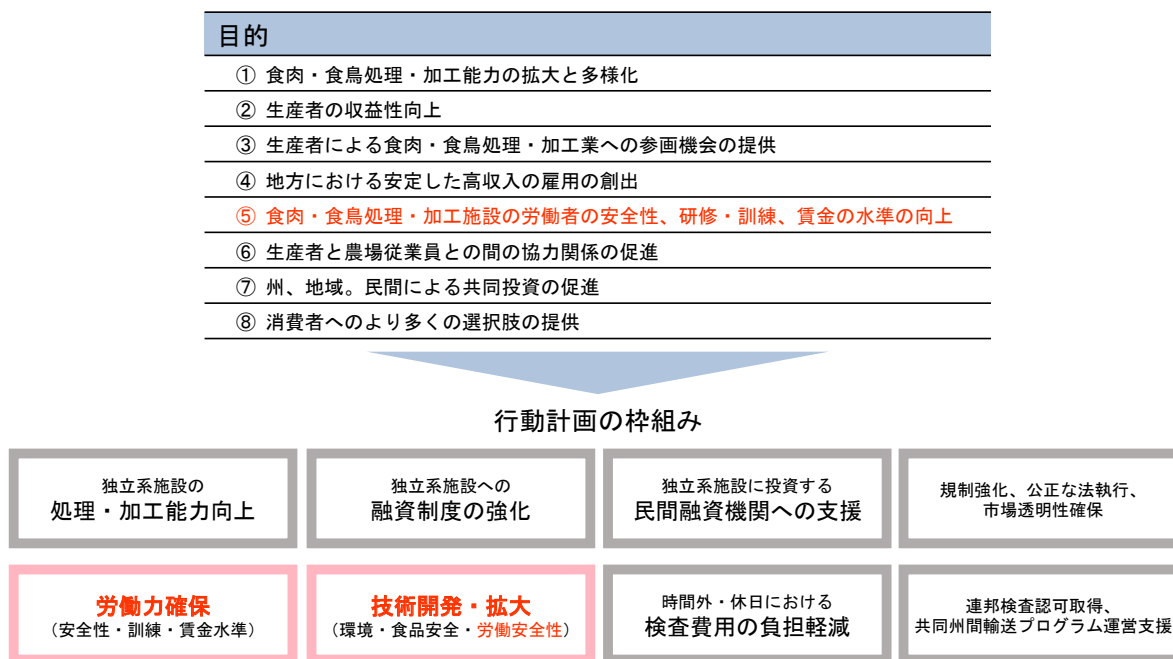 目的
① 食肉・食鳥処理・加工能力の拡大と多様化
② 生産者の収益性向上
③ 生産者による食肉・食鳥処理・加工業への参画機会の提供
④ 地方における安定した高収入の雇用の創出
⑤ 食肉・食鳥処理・加工施設の労働者の安全性、研修・訓練、賃金の水準の向上
⑥ 生産者と農場従業員との間の協力関係の促進
⑦ 州、地域。民間による共同投資の促進
⑧ 消費者へのより多くの選択肢の提供
行動計画の枠組み
独立系施設の
処理・加工能力向上
独立系施設への
融資制度の強化
独立系施設に投資する
民間融資機関への支援
規制強化、公正な法執行、
市場透明性確保
労働力確保
（安全性・訓練・賃金水準）
技術開発・拡大
（環境・食品安全・労働安全性）
時間外・休日における
検査費用の負担軽減
連邦検査認可取得、
共同州間輸送プログラム運営支援